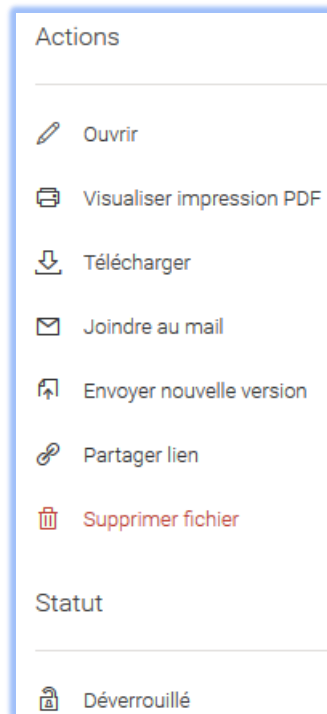 Actions
Ouvrir
Visualiser impression PDF
Télécharger
Joindre au mail
Envoyer nouvelle version
Partager lien
Supprimer fichier
Statut
Déverrouillé